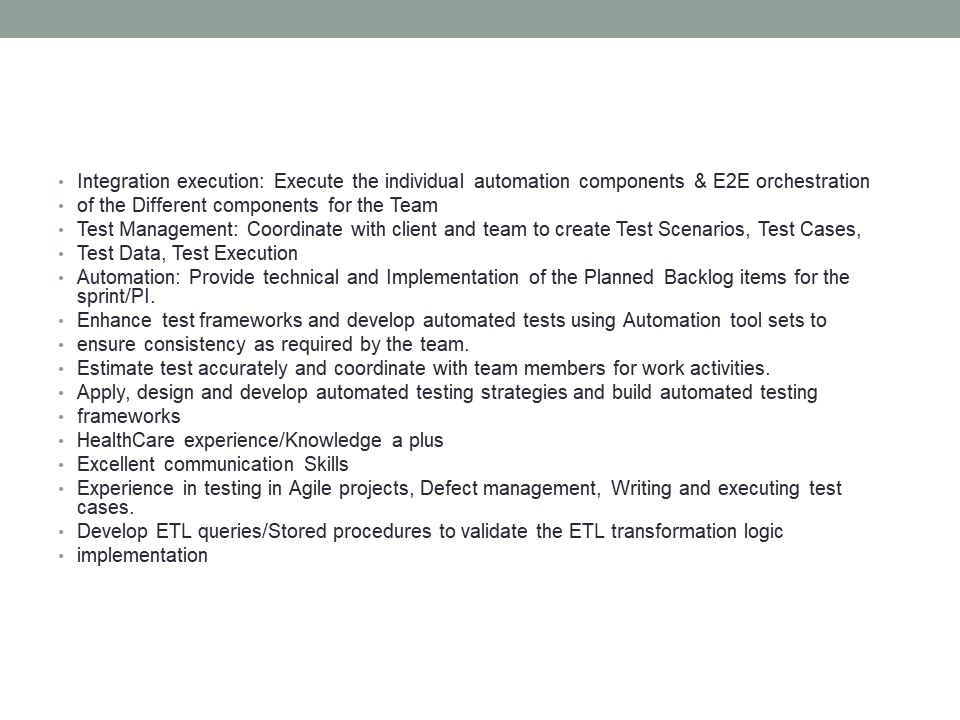 • Integration execution: Execute the individual automation components & E2E orchestration
• of the Different components for the Team
• Test Management: Coordinate with client and team to create Test Scenarios, Test Cases,
• Test Data, Test Execution
• Automation: Provide technical and Implementation of the Planned Backlog items for the
sprint/PI.
• Enhance test frameworks and develop automated tests using Automation tool sets to
• ensure consistency as required by the team.
• Estimate test accurately and coordinate with team members for work activities.
• Apply, design and develop automated testing strategies and build automated testing
• frameworks
• HealthCare experience/Knowledge a plus
• Excellent communication Skills
• Experience in testing in Agile projects, Defect management, Writing and executing test
cases.
• Develop ETL queries/Stored procedures to validate the ETL transformation logic
• implementation